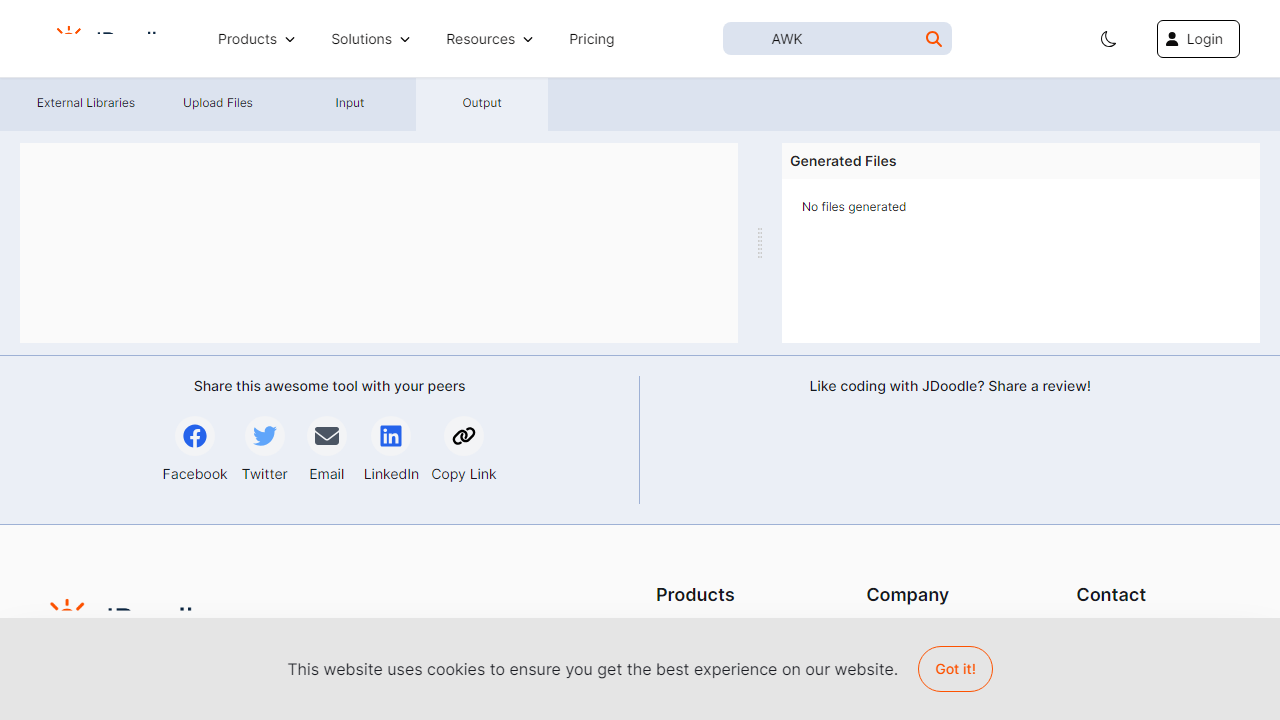 Products
Solutions
Resources
Pricing
AWK
Login
External Libraries
Upload Files
Input
Output
Generated Files
No files generated
Share this awesome tool with your peers
Facebook
Twitter
Email
LinkedIn
Copy Link
Like coding with JDoodle? Share a review!
Products
Company
Contact
This website uses cookies to ensure you get the best experience on our website.
Got it!